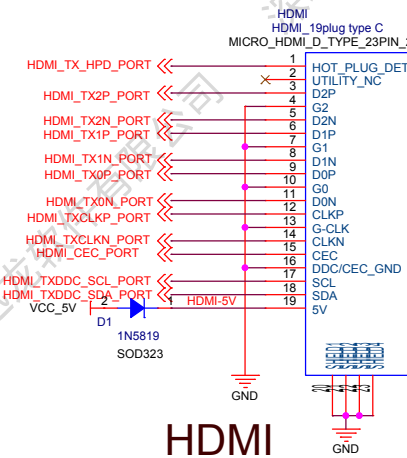 HDMI
HDMI_19plug type C
MICRO_HDMI_D_TYPE_23PIN_
HDMI_TX_HPD_PORT 1 HOT_PLUG_DET
2 UTILITY_NC
HDMI_TX2P_PORT 3 D2P
4 G2
HDMI_TX2N_PORT 5 D2N
HDMI_TX1P_PORT 6 D1P
7 G1
HDMI_TX1N_PORT 8 D1N
HDMI_TX0P_PORT 9 D0P
10 G0
HDMI_TX0N_PORT 11 D0N
HDMI_TXCLKP_PORT 12 CLKP
13 G-CLK
HDMI_TXCLKN_PORT 14 CLKN
HDMI_CEC_PORT 15 CEC
16 DDC/CEC_GND
HDMI_TXDDC_SCL_PORT 17 SCL
HDMI_TXDDC_SDA_PORT 18 SDA
VCC_5V 2 1 HDMI-5V 19 5V
D1
1N5819
SOD323
GND
HDMI
GND